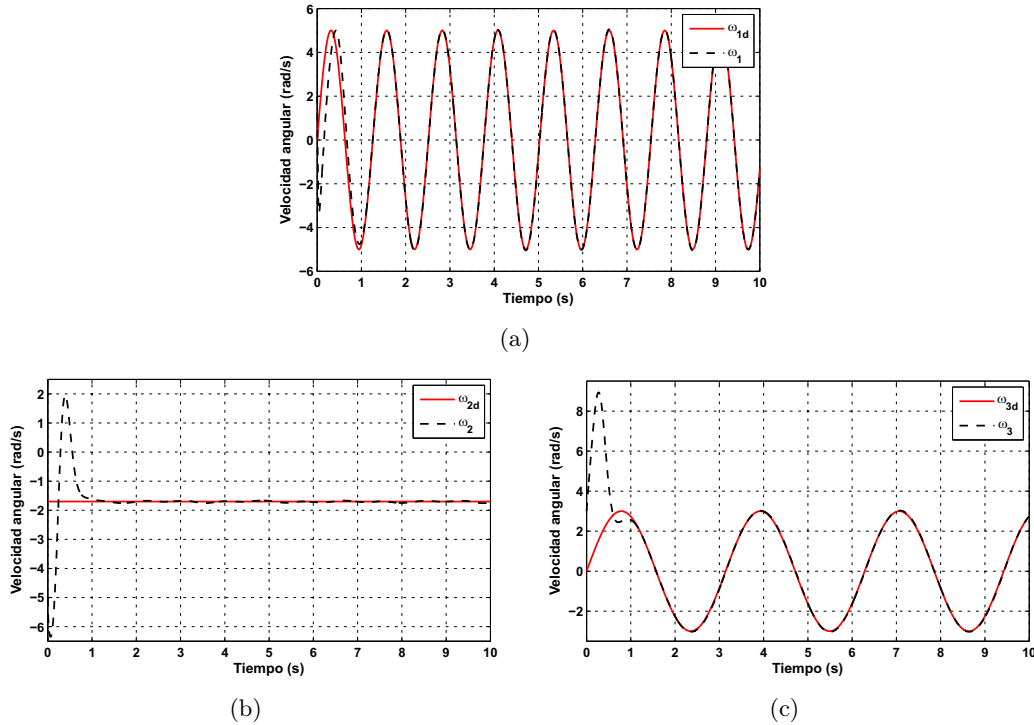 6
4
2
0
−2
−4
−6
Velocidad angular (rad/s)
ω1d
ω1
0 1 2 3 4 5 6 7 8 9 10
Tiempo (s)
(a)
2
1
0
−1
−2
−3
−4
−5
−6
Velocidad angular (rad/s)
ω2d
ω2
0 1 2 3 4 5 6 7 8 9 10
Tiempo (s)
(b)
8
6
4
2
0
−2
Velocidad angular (rad/s)
ω3d
ω3
0 1 2 3 4 5 6 7 8 9 10
Tiempo (s)
(c)